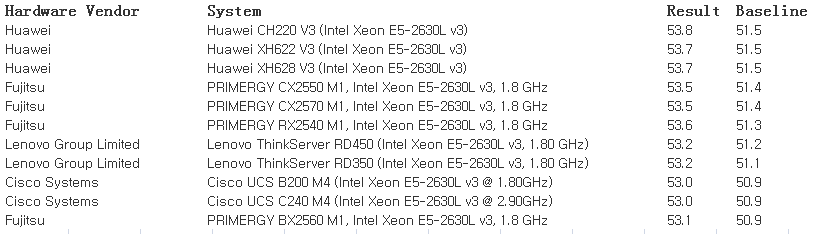 Hardware Vendor System Result Baseline
Huawei Huawei CH220 V3 (Intel Xeon E5-2630L v3) 53.8 51.5
Huawei Huawei XH622 V3 (Intel Xeon E5-2630L v3) 53.7 51.5
Huawei Huawei XH628 V3 (Intel Xeon E5-2630L v3) 53.7 51.5
Fujitsu PRIMERGY CX2550 M1, Intel Xeon E5-2630L v3, 1.8 GHz 53.5 51.4
Fujitsu PRIMERGY CX2570 M1, Intel Xeon E5-2630L v3, 1.8 GHz 53.5 51.4
Fujitsu PRIMERGY RX2540 M1, Intel Xeon E5-2630L v3, 1.8 GHz 53.6 51.3
Lenovo Group Limited Lenovo ThinkServer RD450 (Intel Xeon E5-2630L v3, 1.80 GHz) 53.2 51.2
Lenovo Group Limited Lenovo ThinkServer RD350 (Intel Xeon E5-2630L v3, 1.80 GHz) 53.2 51.1
Cisco Systems Cisco UCS B200 M4 (Intel Xeon E5-2630L v3 @ 1.80GHz) 53.0 50.9
Cisco Systems Cisco UCS C240 M4 (Intel Xeon E5-2630L v3 @ 2.90GHz) 53.0 50.9
Fujitsu PRIMERGY BX2560 M1, Intel Xeon E5-2630L v3, 1.8 GHz 53.1 50.9